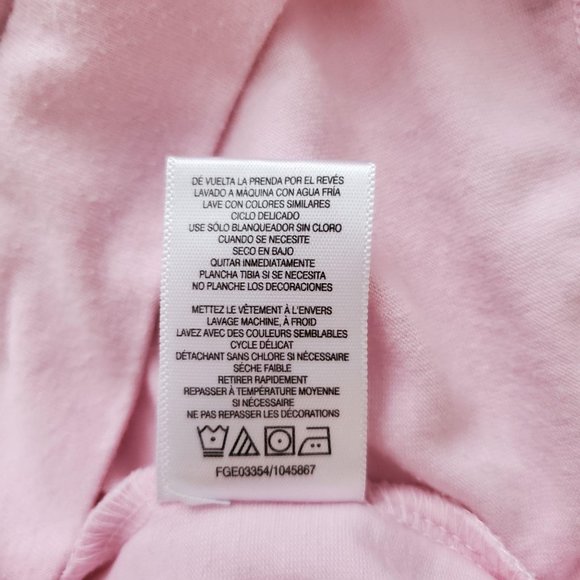 DÉ VUELTA LA PRENDA POR EL REVÉS
LAVADO A MÁQUINA CON AGUA FRÍA
LAVE CON COLORES SIMILARES
CICLO DELICADO
USE SÓLO BLANQUEADOR SIN CLORO
CUANDO SE NECESITE
SECO EN BAJO
QUITAR INMEDIATAMENTE
PLANCHA TIBIA SI SE NECESITA
NO PLANCHE LOS DECORACIONES
METTEZ LE VÊTEMENT À L'ENVERS
LAVAGE MACHINE, À FROID
LAVEZ AVEC DES COULEURS SEMBLABLES
CYCLE DÉLICAT
DÉTACHANT SANS CHLORE SI NÉCESSAIRE
SÈCHE FAIBLE
RETIRER RAPIDEMENT
REPASSER À TEMPÉRATURE MOYENNE
SI NÉCESSAIRE
NE PAS REPASSER LES DÉCORATIONS
FGE03354/1045867